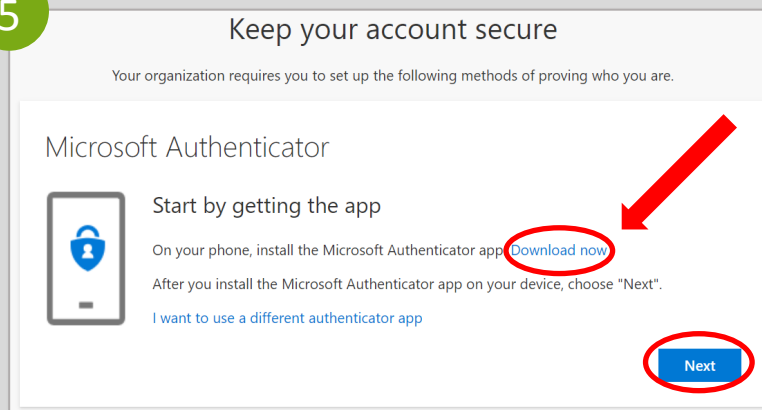 5
Keep your account secure
Your organization requires you to set up the following methods of proving who you are.
Microsoft Authenticator
Start by getting the app
On your phone, install the Microsoft Authenticator app. Download now
After you install the Microsoft Authenticator app on your device, choose "Next".
I want to use a different authenticator app
Next